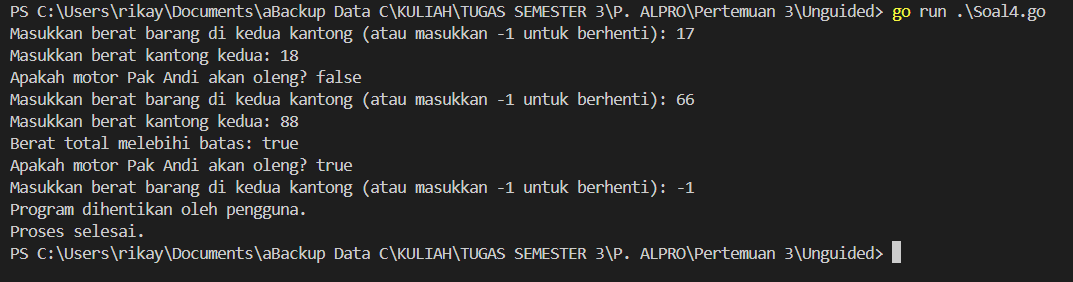 PS C:\Users\rikay\Documents\aBackup Data C\KULIAH\TUGAS SEMESTER 3\P. ALPRO\Pertemuan 3\Unguided> go run .\Soal4.go
Masukkan berat barang di kedua kantong (atau masukkan -1 untuk berhenti): 17
Masukkan berat kantong kedua: 18
Apakah motor Pak Andi akan oleng? false
Masukkan berat barang di kedua kantong (atau masukkan -1 untuk berhenti): 66
Masukkan berat kantong kedua: 88
Berat total melebihi batas: true
Apakah motor Pak Andi akan oleng? true
Masukkan berat barang di kedua kantong (atau masukkan -1 untuk berhenti): -1
Program dihentikan oleh pengguna.
Proses selesai.
PS C:\Users\rikay\Documents\aBackup Data C\KULIAH\TUGAS SEMESTER 3\P. ALPRO\Pertemuan 3\Unguided>